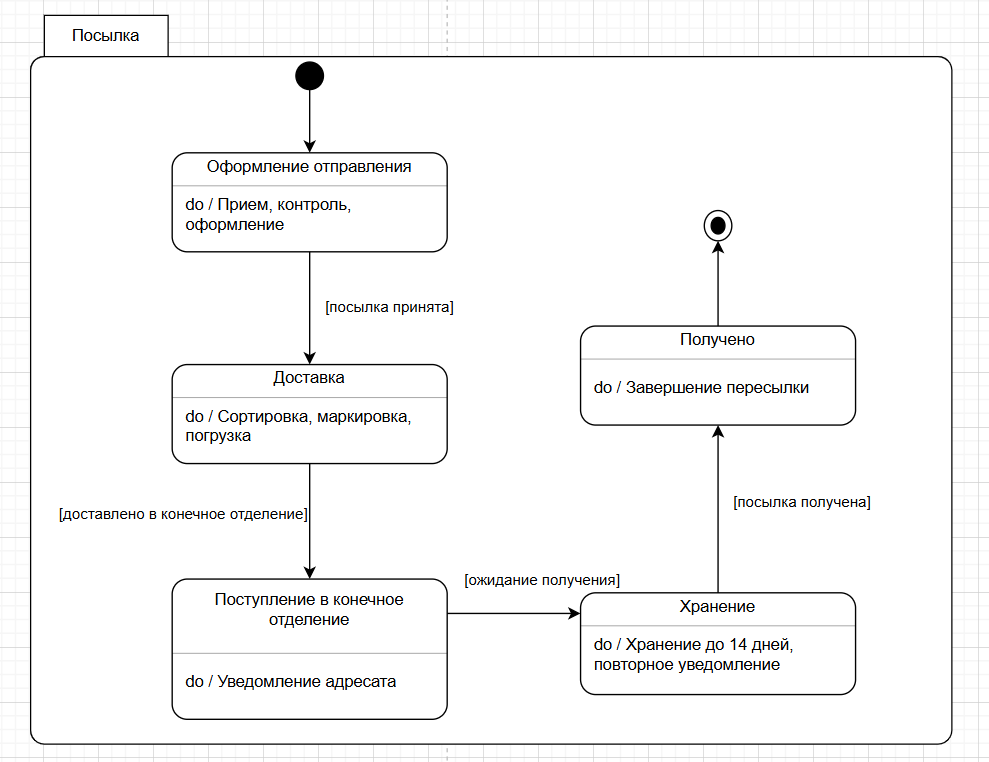 Посылка
Оформление отправления
do / Прием, контроль,
оформление
[посылка принята]
Доставка
do / Сортировка, маркировка,
погрузка
[доставлено в конечное отделение]
Поступление в конечное
отделение
do / Уведомление адресата
[ожидание получения]
Хранение
do / Хранение до 14 дней,
повторное уведомление
[посылка получена]
Получено
do / Завершение пересылки